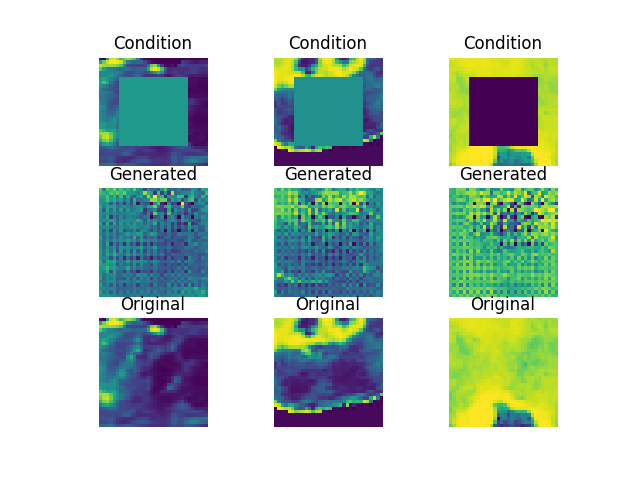 Condition
Condition
Condition
Generated
Generated
Generated
Original
Original
Original